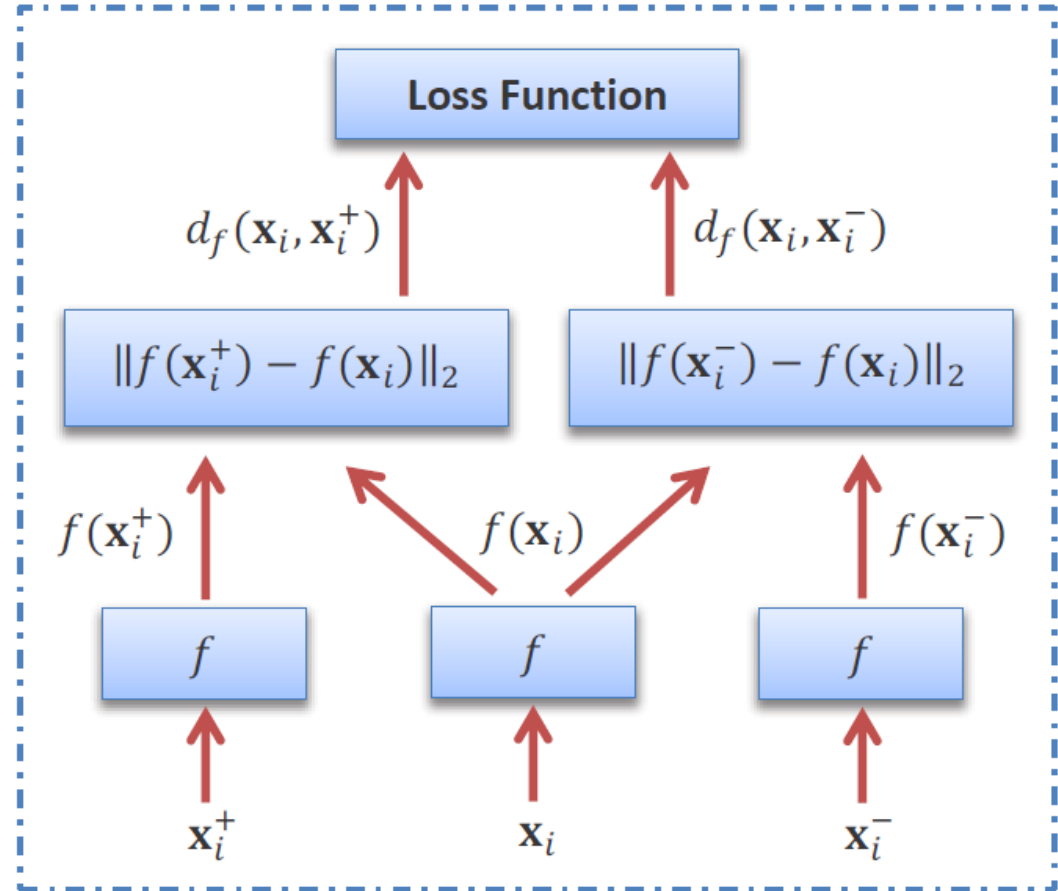 Loss Function
d_f(x_i, x_i^+) d_f(x_i, x_i^-)
‖f(x_i^+) − f(x_i)‖_2 ‖f(x_i^-) − f(x_i)‖_2
f(x_i^+) f(x_i) f(x_i^-)
f f f
x_i^+ x_i x_i^-